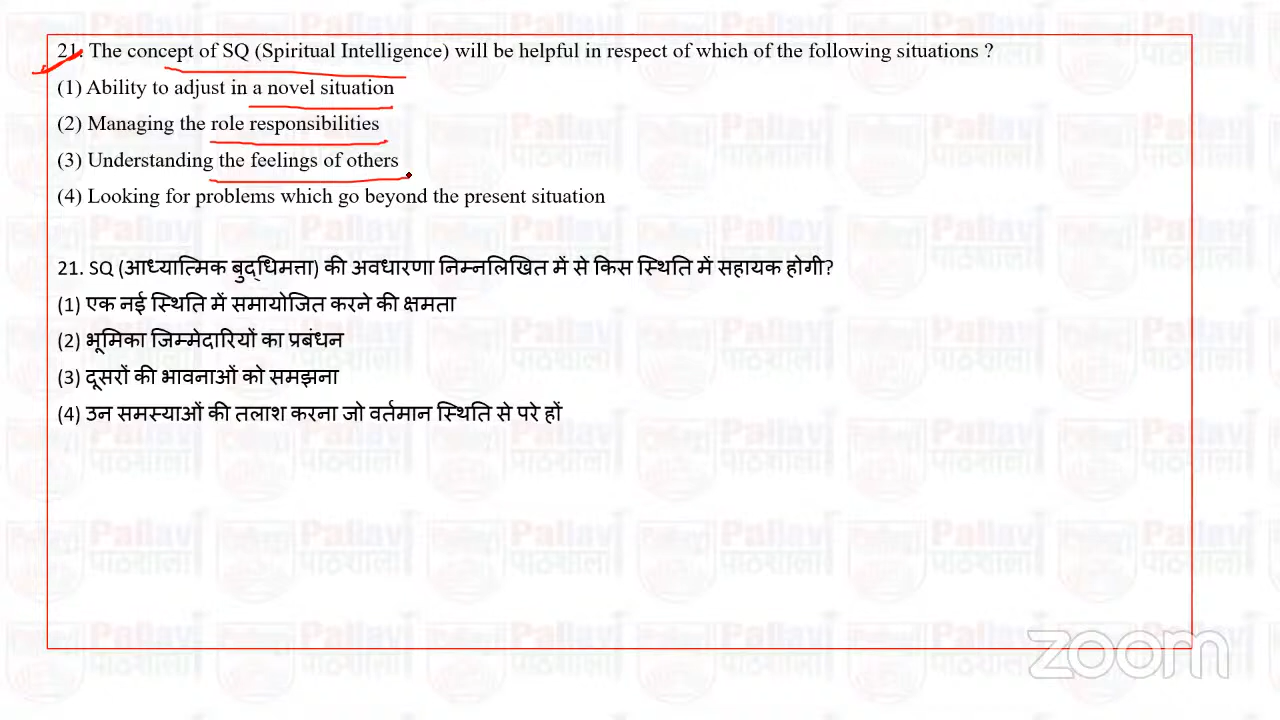 21. The concept of SQ (Spiritual Intelligence) will be helpful in respect of which of the following situations ?
(1) Ability to adjust in a novel situation
(2) Managing the role responsibilities
(3) Understanding the feelings of others
(4) Looking for problems which go beyond the present situation
21. SQ (आध्यात्मिक बुद्धिमत्ता) की अवधारणा निम्नलिखित में से किस स्थिति में सहायक होगी?
(1) एक नई स्थिति में समायोजित करने की क्षमता
(2) भूमिका जिम्मेदारियों का प्रबंधन
(3) दूसरों की भावनाओं को समझना
(4) उन समस्याओं की तलाश करना जो वर्तमान स्थिति से परे हों
Pallavi
पाठशाला
zoom